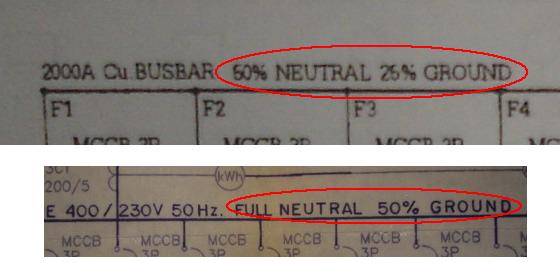 2000A Cu BUSBAR 50% NEUTRAL 25% GROUND
F1 F2 F3 F4
MCCB 3P MCCB 3P MCCB 3P
3CT kWh
200/5
E 400/230V 50Hz. FULL NEUTRAL 50% GROUND
MCCB MCCB MCCB MCCB MCCB MCCB
3P 3P 3P 3P 3P 3P